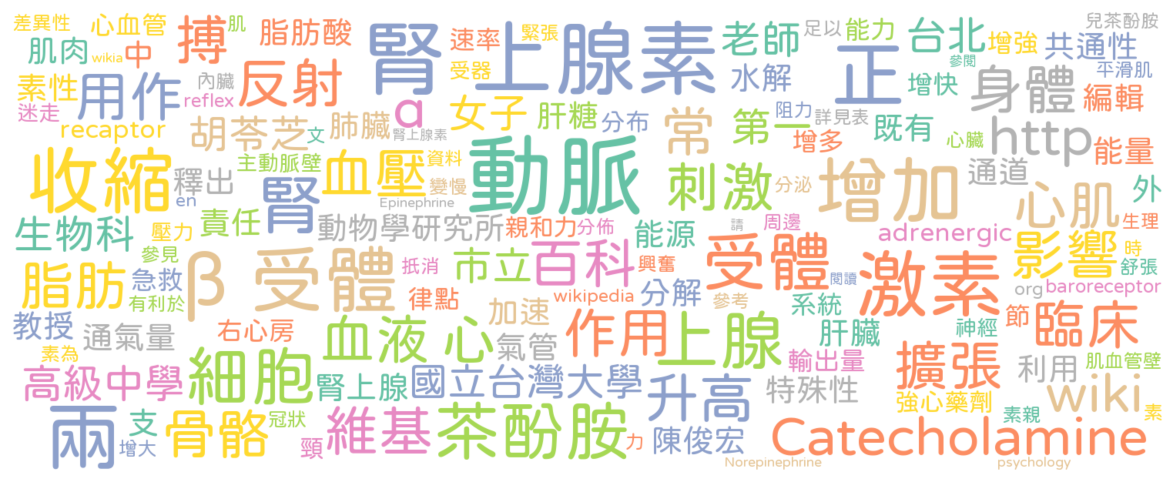 差異性 心血管 肌 脂肪酸 腎上腺素 速率 緊張 老師 足以 能力 台北 增強 共通性 兒茶酚胺
肌肉 wikia 中 搏 受器 水解 正 增快 參閱 平滑肌
素性 用作 內臟 反射 α 女子 肝糖 分布 常 第一 阻力 詳見表 既有 身體 編輯
迷走 reflex
recaptor 胡苓芝 文 肺臟 腎上腺素 增多 心臟 http 能量
收縮 釋出 主動脈壁 血壓 資料 動脈 刺激 分泌 增加 通道
en 腎 變慢 Epinephrine 心肌 外
生物科 壓力 責任 動物學研究所 親和力 分佈 能源 請 周邊 adrenergic 影響 生理 時
參見 β 受體 抵消 市立 百科 興奮 受體 閱讀 激素 舒張
脂肪 急救 有利於 律點 wikipedia 分解 參考 系統 org baroreceptor
教授 通氣量 右心房 血液 心 加速 氣管 作用 上腺 肝臟 神經 節 臨床
素為 輸出量 肌血管壁
高級中學 細胞 腎上腺 國立台灣大學 升高 特殊性 擴張 利用 wiki
兩 支 骨骼 冠狀 頸 維基 茶酚胺 力 陳俊宏 強心藥劑 素親 素
增大 Catecholamine
Norepinephrine psychology